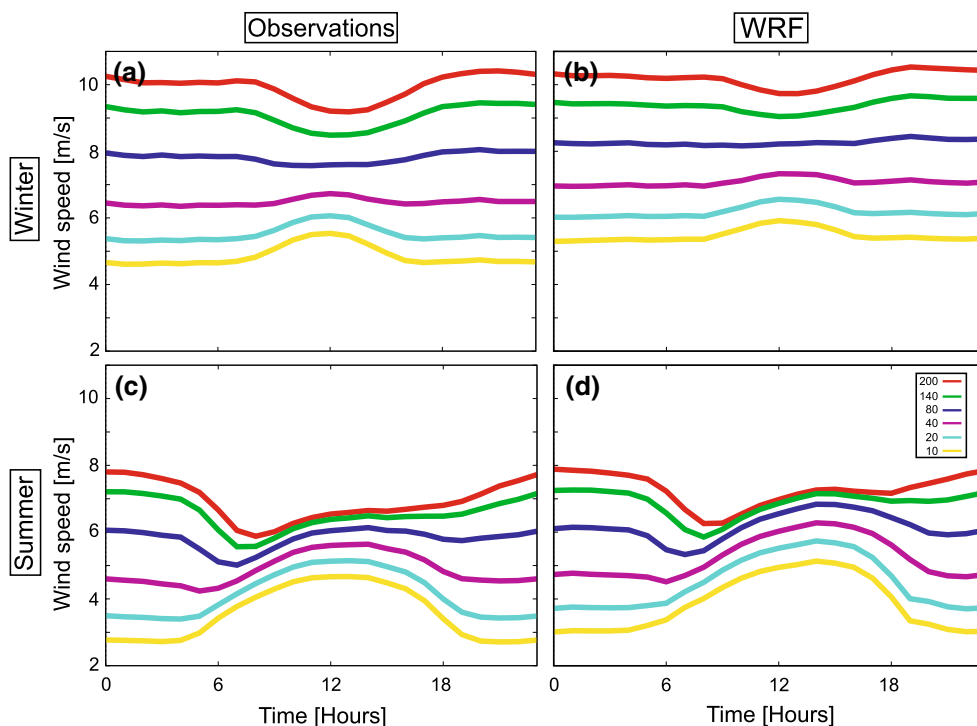 Observations
WRF
Winter
Wind speed [m/s]
(a)
(b)
10
8
6
4
2
Summer
Wind speed [m/s]
(c)
(d)
10
8
6
4
2
200
140
80
40
20
10
0
6
12
18
0
6
12
18
Time [Hours]
Time [Hours]